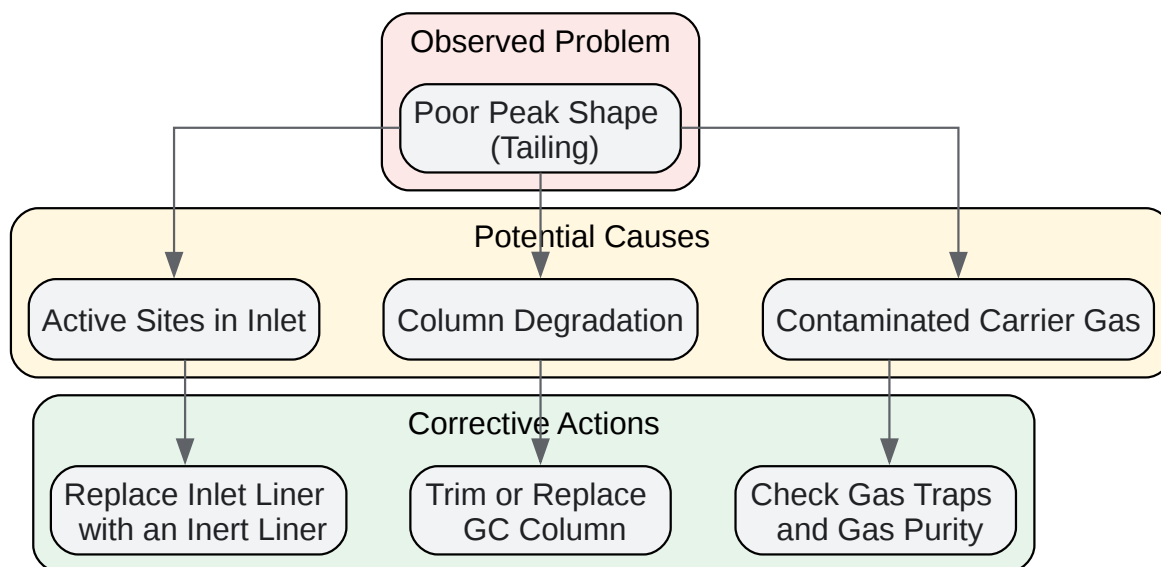 Observed Problem
Poor Peak Shape
(Tailing)
Potential Causes
Active Sites in Inlet
Column Degradation
Contaminated Carrier Gas
Corrective Actions
Replace Inlet Liner
with an Inert Liner
Trim or Replace
GC Column
Check Gas Traps
and Gas Purity